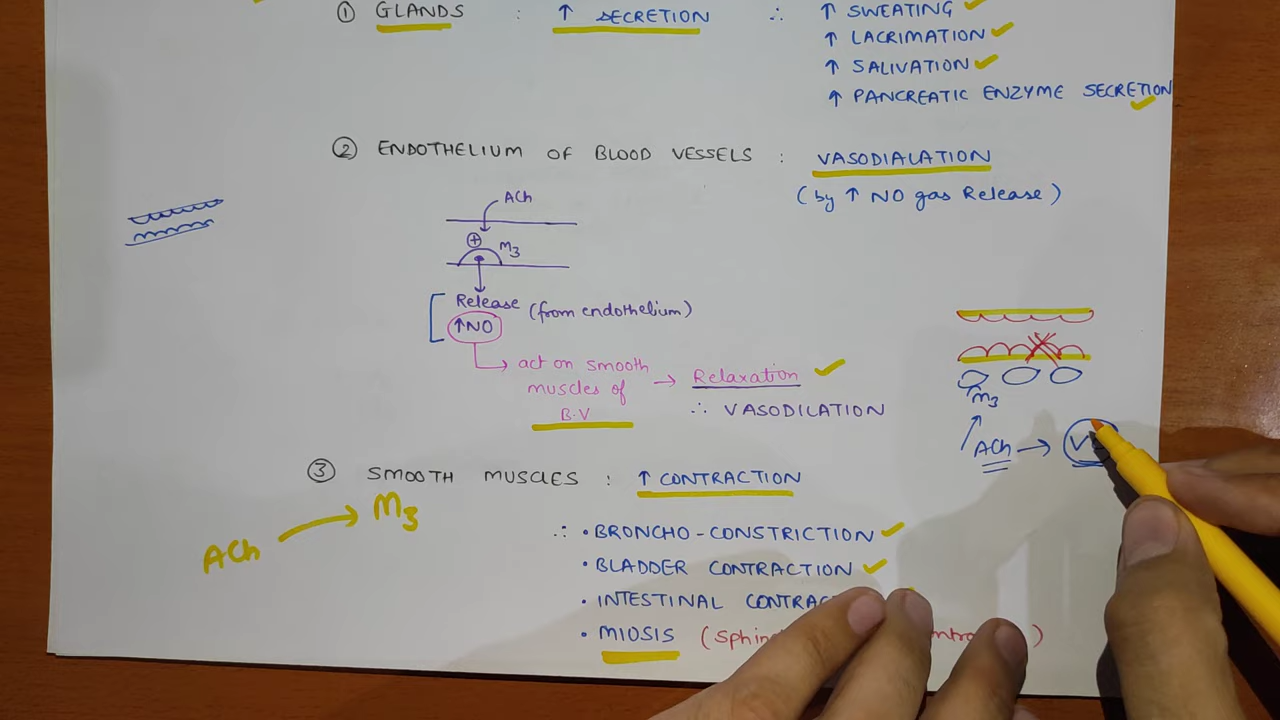 ① GLANDS : ↑ SECRETION ∴ ↑ SWEATING
↑ LACRIMATION
↑ SALIVATION
↑ PANCREATIC ENZYME SECRETION
② ENDOTHELIUM OF BLOOD VESSELS : VASODIALATION
(by ↑ NO gas Release)
ACh
⊕ M3
Release (from endothelium)
↑NO
act on smooth muscles of B.V → Relaxation
∴ VASODILATION
M3
ACh →
③ SMOOTH MUSCLES : ↑ CONTRACTION
ACh → M3
∴ • BRONCHO-CONSTRICTION
• BLADDER CONTRACTION
• INTESTINAL
• MIOSIS